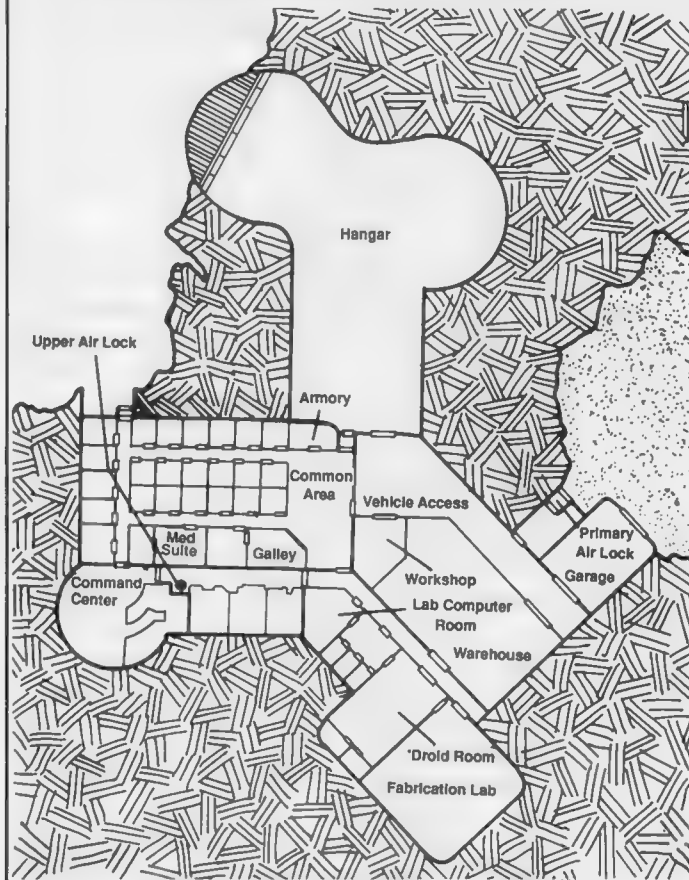 Hangar
Upper Air Lock
Armory
Common
Area
Vehicle Access
Med
Suite
Galley
Primary
Air Lock
Garage
Command
Center
Workshop
Lab Computer
Room
Warehouse
'Droid Room
Fabrication Lab